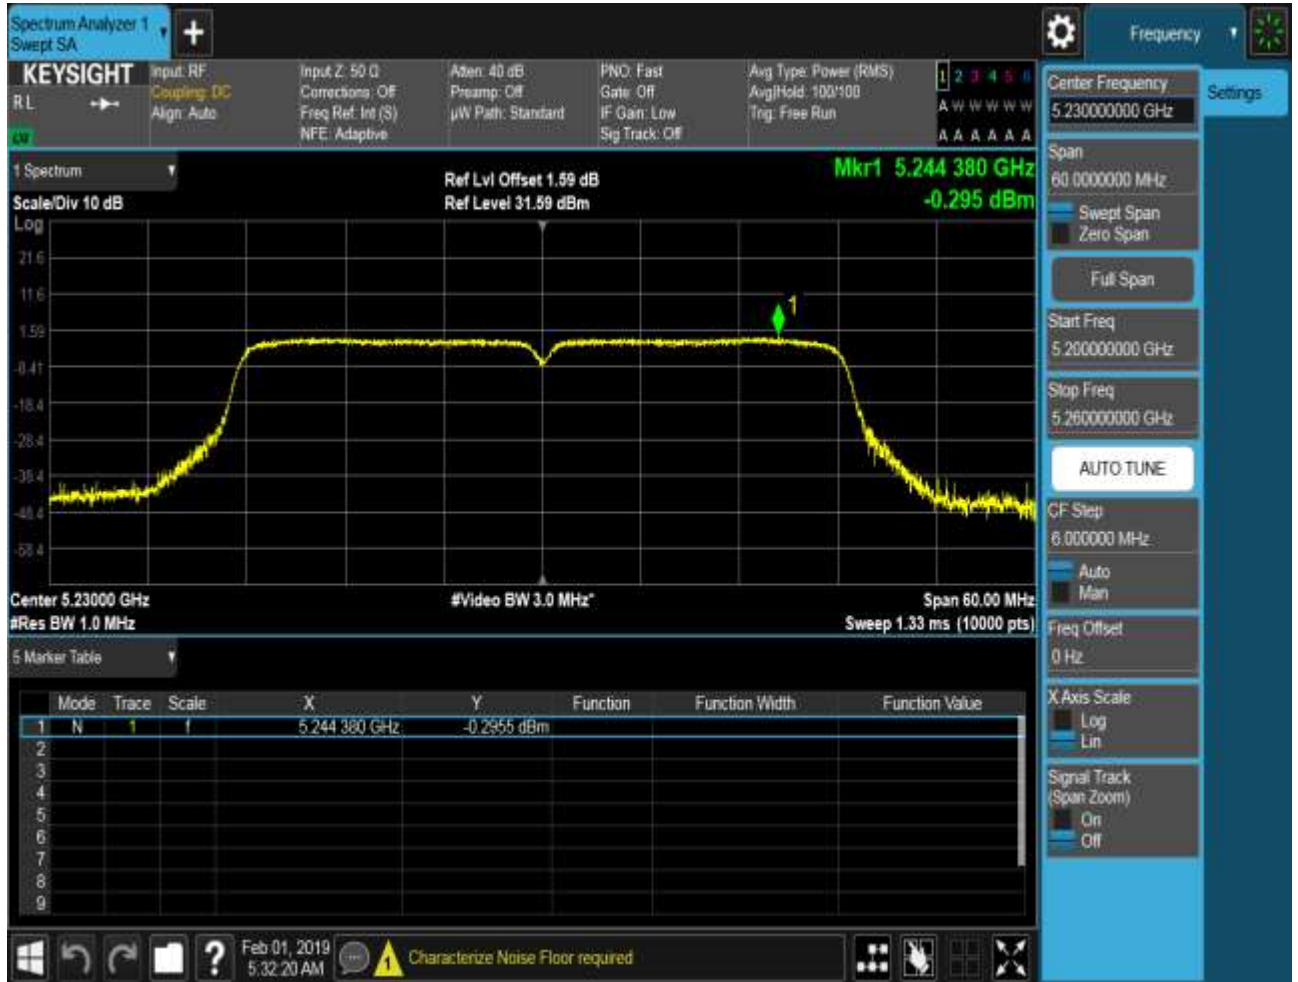 Spectrum Analyzer 1
Swept SA
+
Frequency
KEYSIGHT
Input: RF
Coupling: DC
Align: Auto
Input Z: 50 Ω
Corrections: Off
Freq Ref: Int (S)
NFE: Adaptive
Atten: 40 dB
Preamp: Off
µW Path: Standard
PNO: Fast
Gate: Off
IF Gain: Low
Sig Track: Off
Avg Type: Power (RMS)
Avg|Hold: 100/100
Trig: Free Run
1 2 3 4 5 6
A W W W W W
A A A A A A
R L
1 Spectrum
Scale/Div 10 dB
Ref Lvl Offset 1.59 dB
Ref Level 31.59 dBm
Mkr1 5.244 380 GHz
-0.295 dBm
Log
21.6
11.6
1.59
-8.41
-18.4
-28.4
-38.4
-48.4
-58.4
1
Center 5.23000 GHz
#Res BW 1.0 MHz
#Video BW 3.0 MHz*
Span 60.00 MHz
Sweep 1.33 ms (10000 pts)
5 Marker Table
Mode Trace Scale X Y Function Function Width Function Value
1 N 1 f 5.244 380 GHz -0.2955 dBm
2
3
4
5
6
7
8
9
Feb 01, 2019
5:32:20 AM
?
1
Characterize Noise Floor required
Settings
Center Frequency
5.230000000 GHz
Span
60.0000000 MHz
Swept Span
Zero Span
Full Span
Start Freq
5.200000000 GHz
Stop Freq
5.260000000 GHz
AUTO TUNE
CF Step
6.000000 MHz
Auto
Man
Freq Offset
0 Hz
X Axis Scale
Log
Lin
Signal Track
(Span Zoom)
On
Off